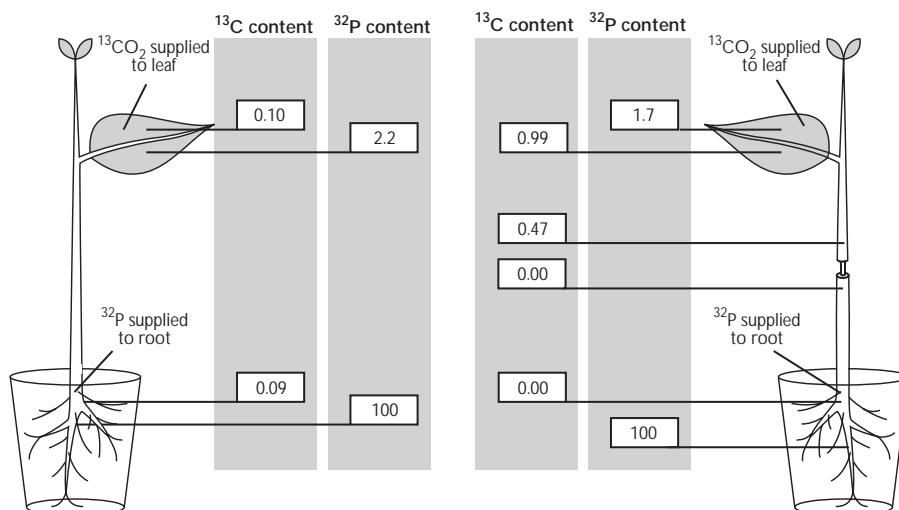 ¹³C content
³²P content
¹³CO₂ supplied
to leaf
0.10
2.2
³²P supplied
to root
0.09
100
¹³C content
³²P content
¹³CO₂ supplied
to leaf
1.7
0.99
0.47
0.00
³²P supplied
to root
0.00
100